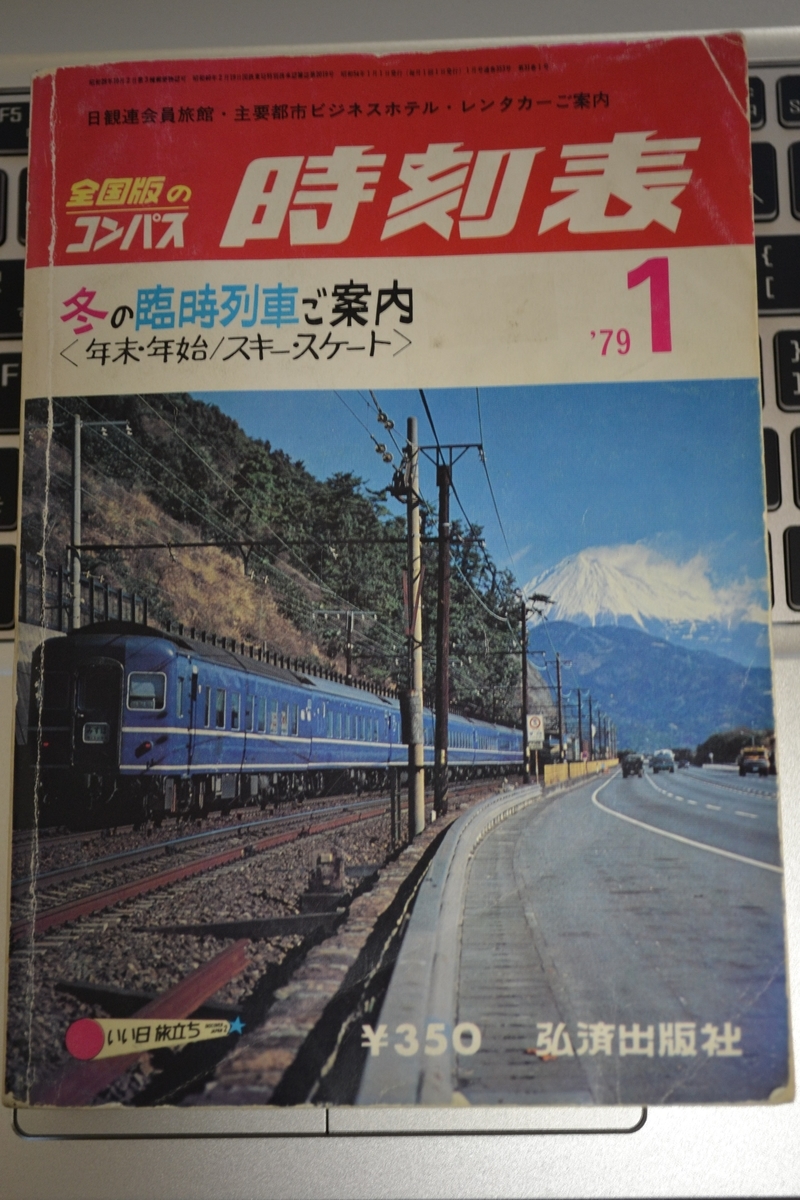 日観連会員旅館・主要都市ビジネスホテル・レンタカーご案内
全国版の
コンパス
時刻表
冬の臨時列車ご案内
〈年末・年始/スキー・スケート〉
'79 1
いい日旅立ち
¥350 弘済出版社
F5